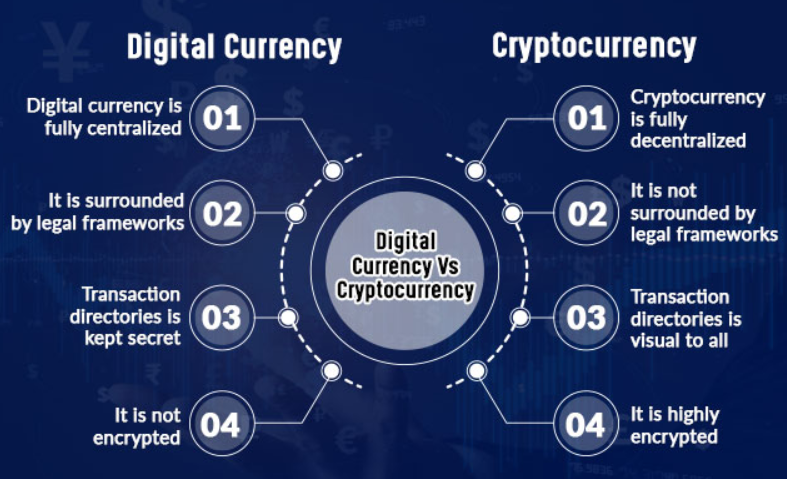 Digital Currency
Cryptocurrency
Digital currency is
fully centralized
01
It is surrounded
by legal frameworks
02
Transaction
directories is
kept secret
03
It is not
encrypted
04
Digital
Currency Vs
Cryptocurrency
01
Cryptocurrency
is fully
decentralized
02
It is not
surrounded by
legal frameworks
03
Transaction
directories is
visual to all
04
It is highly
encrypted